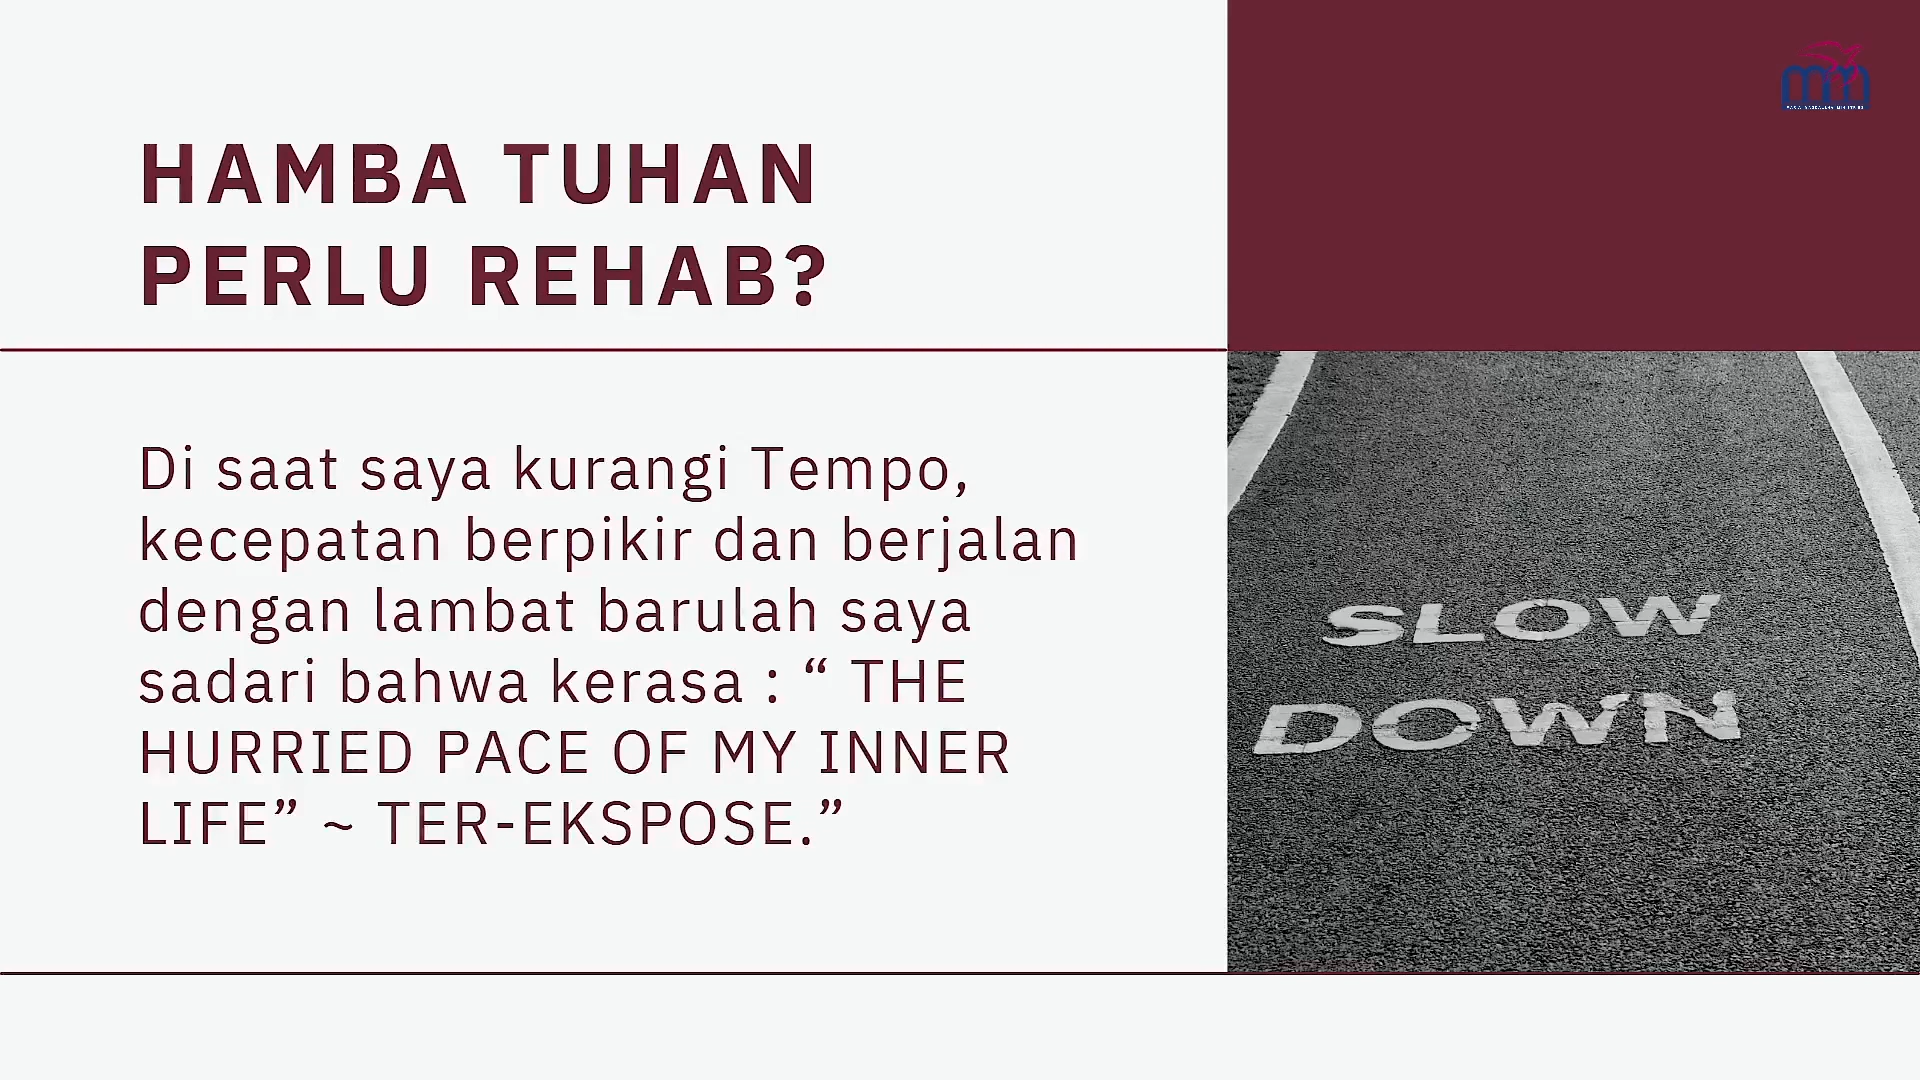 HAMBA TUHAN
PERLU REHAB?
Di saat saya kurangi Tempo,
kecepatan berpikir dan berjalan
dengan lambat barulah saya
sadari bahwa kerasa : “ THE
HURRIED PACE OF MY INNER
LIFE” ~ TER-EKSPOSE.”
SLOW
DOWN
mm